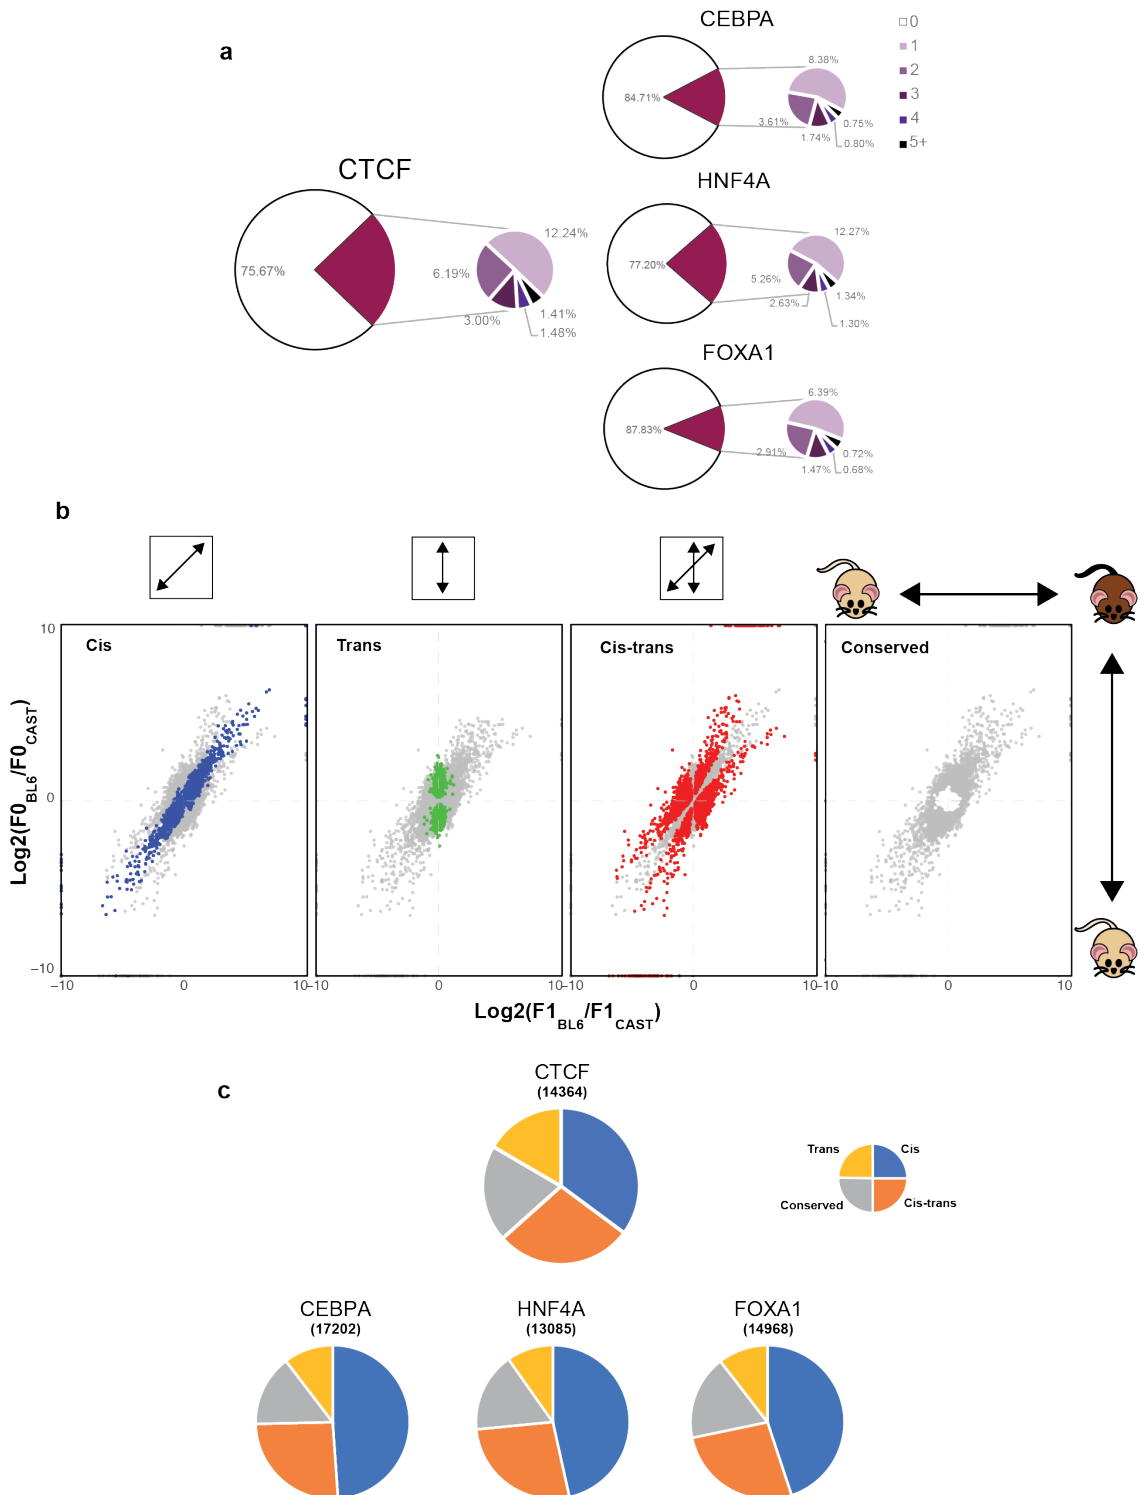 a
CEBPA
84.71%
8.38%
3.61%
1.74%
0.75%
0.80%
0
1
2
3
4
5+
CTCF
75.67%
12.24%
6.19%
3.00%
1.41%
1.48%
HNF4A
77.20%
12.27%
5.26%
2.63%
1.34%
1.30%
FOXA1
87.83%
6.39%
2.91%
1.47%
0.72%
0.68%
b
Cis
Trans
Cis-trans
Conserved
10
0
−10
Log2(F0BL6/F0CAST)
−10 0 10
−10 0 10
−10 0 10
−10 0 10
Log2(F1BL6/F1CAST)
c
CTCF
(14364)
Trans Cis
Conserved Cis-trans
CEBPA
(17202)
HNF4A
(13085)
FOXA1
(14968)